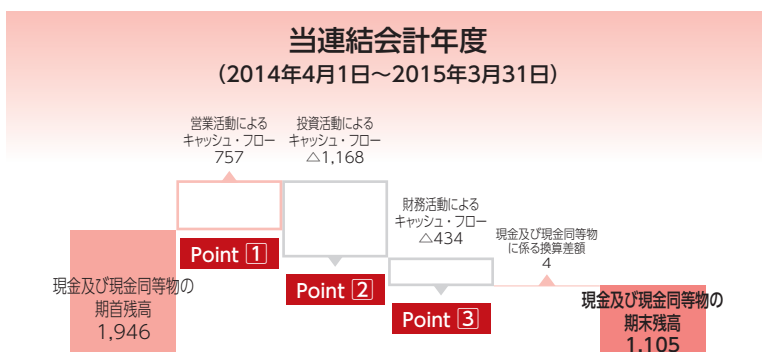 当連結会計年度
(2014年4月1日〜2015年3月31日)
営業活動による
キャッシュ・フロー
757
投資活動による
キャッシュ・フロー
△1,168
財務活動による
キャッシュ・フロー
△434
現金及び現金同等物
に係る換算差額
4
Point 1
Point 2
Point 3
現金及び現金同等物の
期首残高
1,946
現金及び現金同等物の
期末残高
1,105